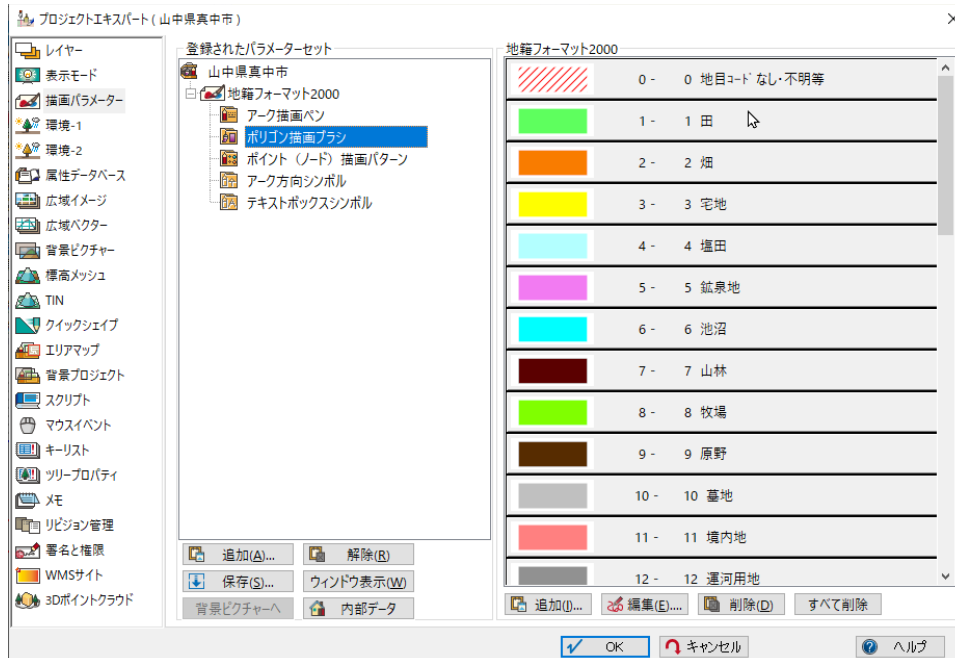 プロジェクトエキスパート ( 山中県真中市 )
レイヤー
表示モード
描画パラメーター
環境-1
環境-2
属性データベース
広域イメージ
広域ベクター
背景ピクチャー
標高メッシュ
TIN
クイックシェイプ
エリアマップ
背景プロジェクト
スクリプト
マウスイベント
キーリスト
ツリープロパティ
メモ
リビジョン管理
署名と権限
WMSサイト
3Dポイントクラウド
登録されたパラメーターセット
山中県真中市
地籍フォーマット2000
アーク描画ペン
ポリゴン描画ブラシ
ポイント（ノード）描画パターン
アーク方向シンボル
テキストボックスシンボル
追加(A)...
解除(R)
保存(S)...
ウィンドウ表示(W)
背景ピクチャーへ
内部データ
地籍フォーマット2000
0 - 0 地目ｺｰﾄﾞなし･不明等
1 - 1 田
2 - 2 畑
3 - 3 宅地
4 - 4 塩田
5 - 5 鉱泉地
6 - 6 池沼
7 - 7 山林
8 - 8 牧場
9 - 9 原野
10 - 10 墓地
11 - 11 境内地
12 - 12 運河用地
追加(I)...
編集(E)....
削除(D)
すべて削除
OK
キャンセル
ヘルプ